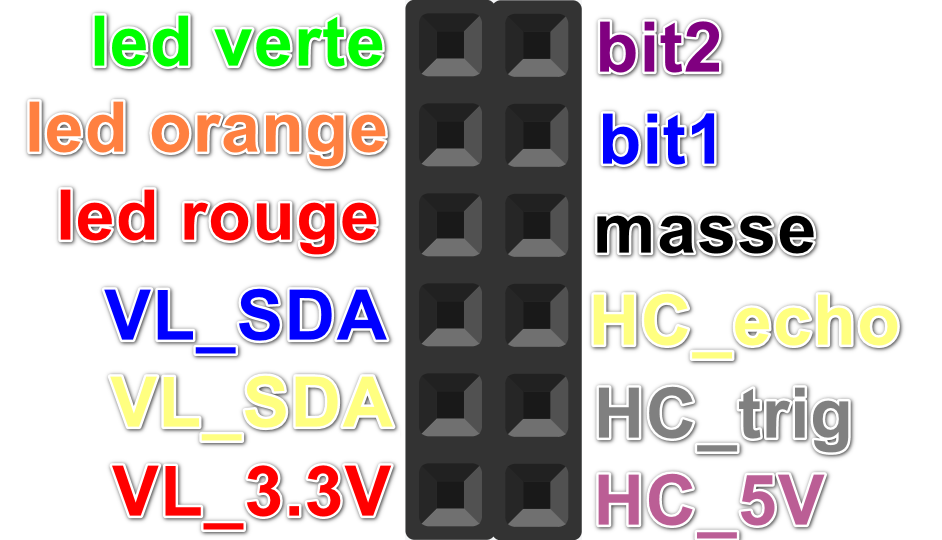 led verte
bit2
led orange
bit1
led rouge
masse
VL_SDA
HC_echo
VL_SDA
HC_trig
VL_3.3V
HC_5V